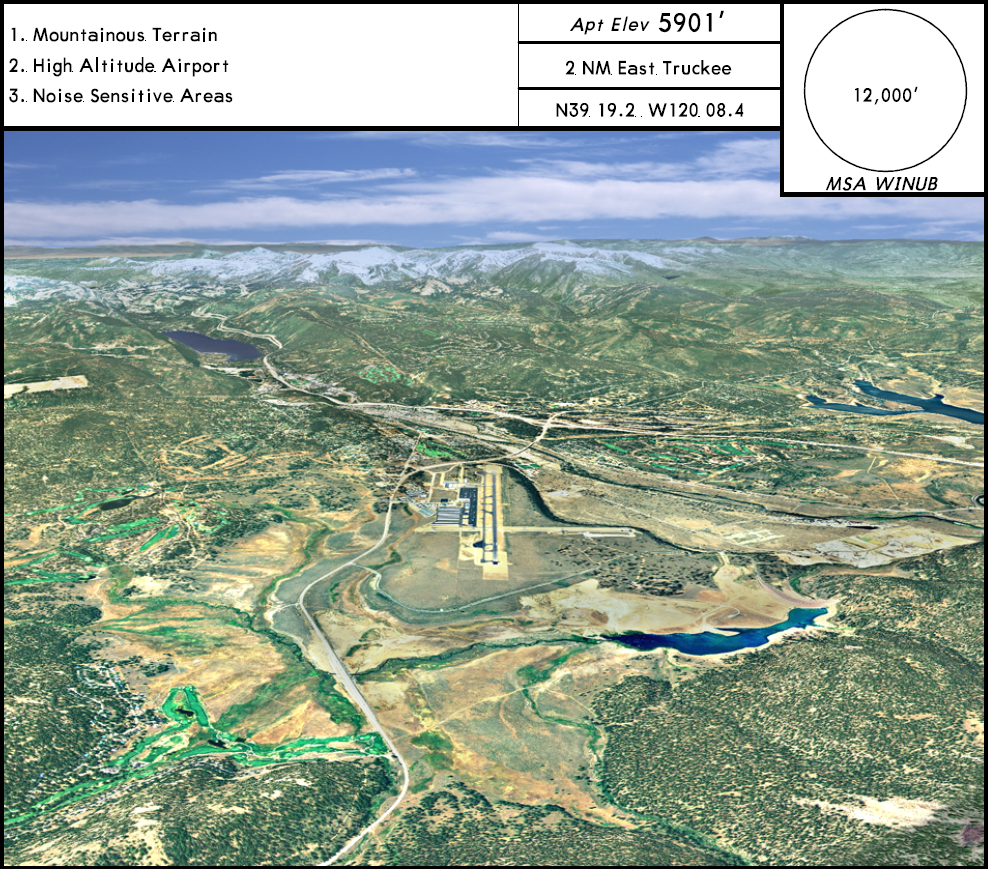 1. Mountainous Terrain
2. High Altitude Airport
3. Noise Sensitive Areas
Apt Elev 5901'
2 NM East Truckee
N39 19.2 W120 08.4
12,000'
MSA WINUB